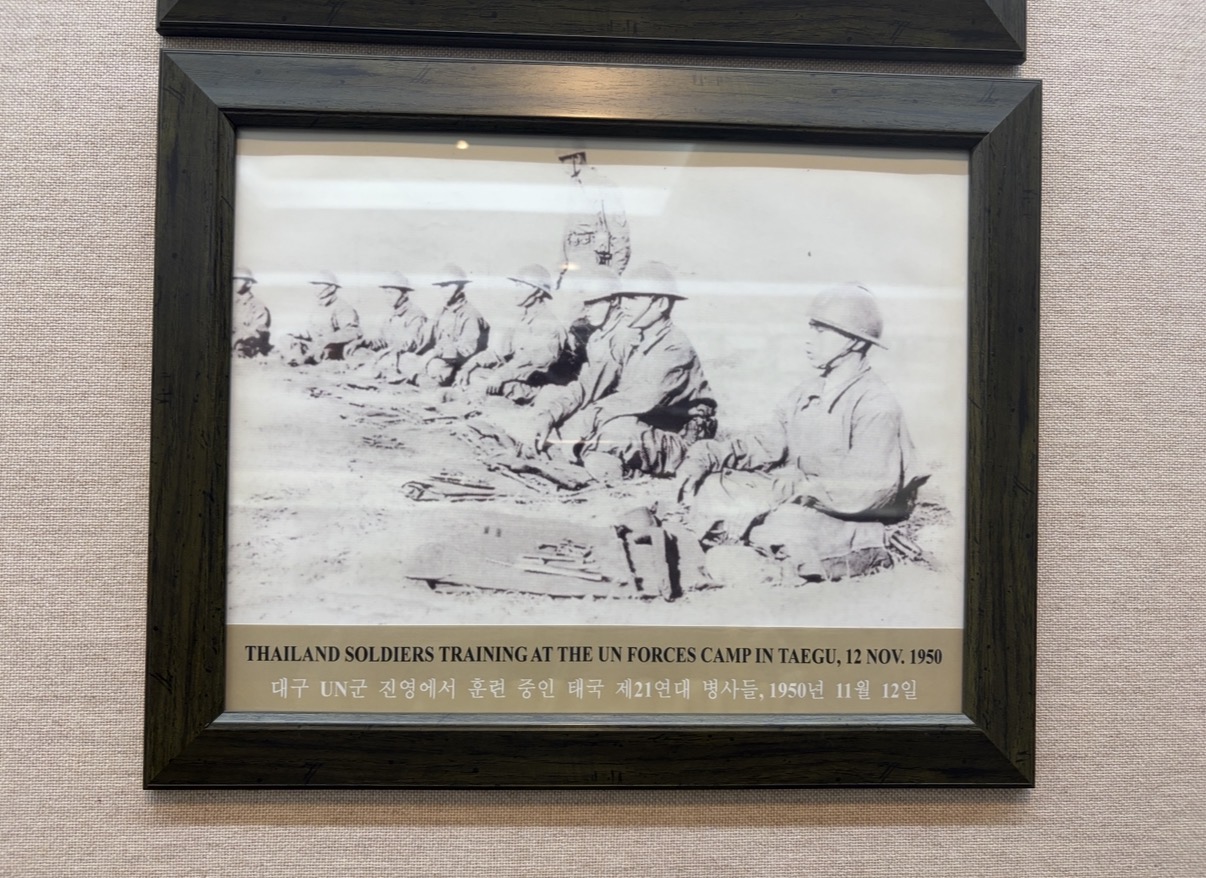 THAILAND SOLDIERS TRAINING AT THE UN FORCES CAMP IN TAEGU, 12 NOV. 1950
대구 UN군 진영에서 훈련 중인 태국 제21연대 병사들, 1950년 11월 12일